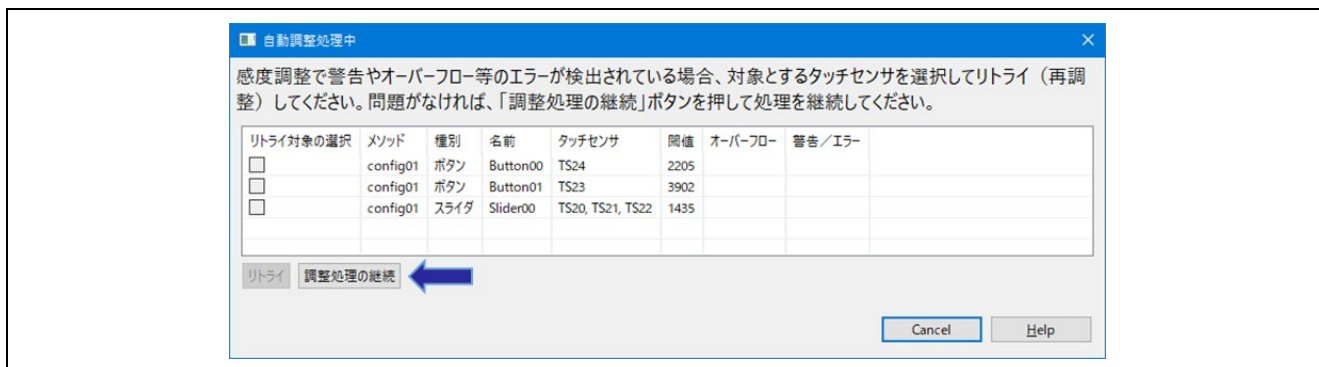 自動調整処理中
感度調整で警告やオーバーフロー等のエラーが検出されている場合、対象とするタッチセンサを選択してリトライ（再調
整）してください。問題がなければ、「調整処理の継続」ボタンを押して処理を継続してください。
リトライ対象の選択 メソッド 種別 名前 タッチセンサ 閾値 オーバーフロー 警告／エラー
config01 ボタン Button00 TS24 2205
config01 ボタン Button01 TS23 3902
config01 スライダ Slider00 TS20, TS21, TS22 1435
リトライ 調整処理の継続
Cancel Help